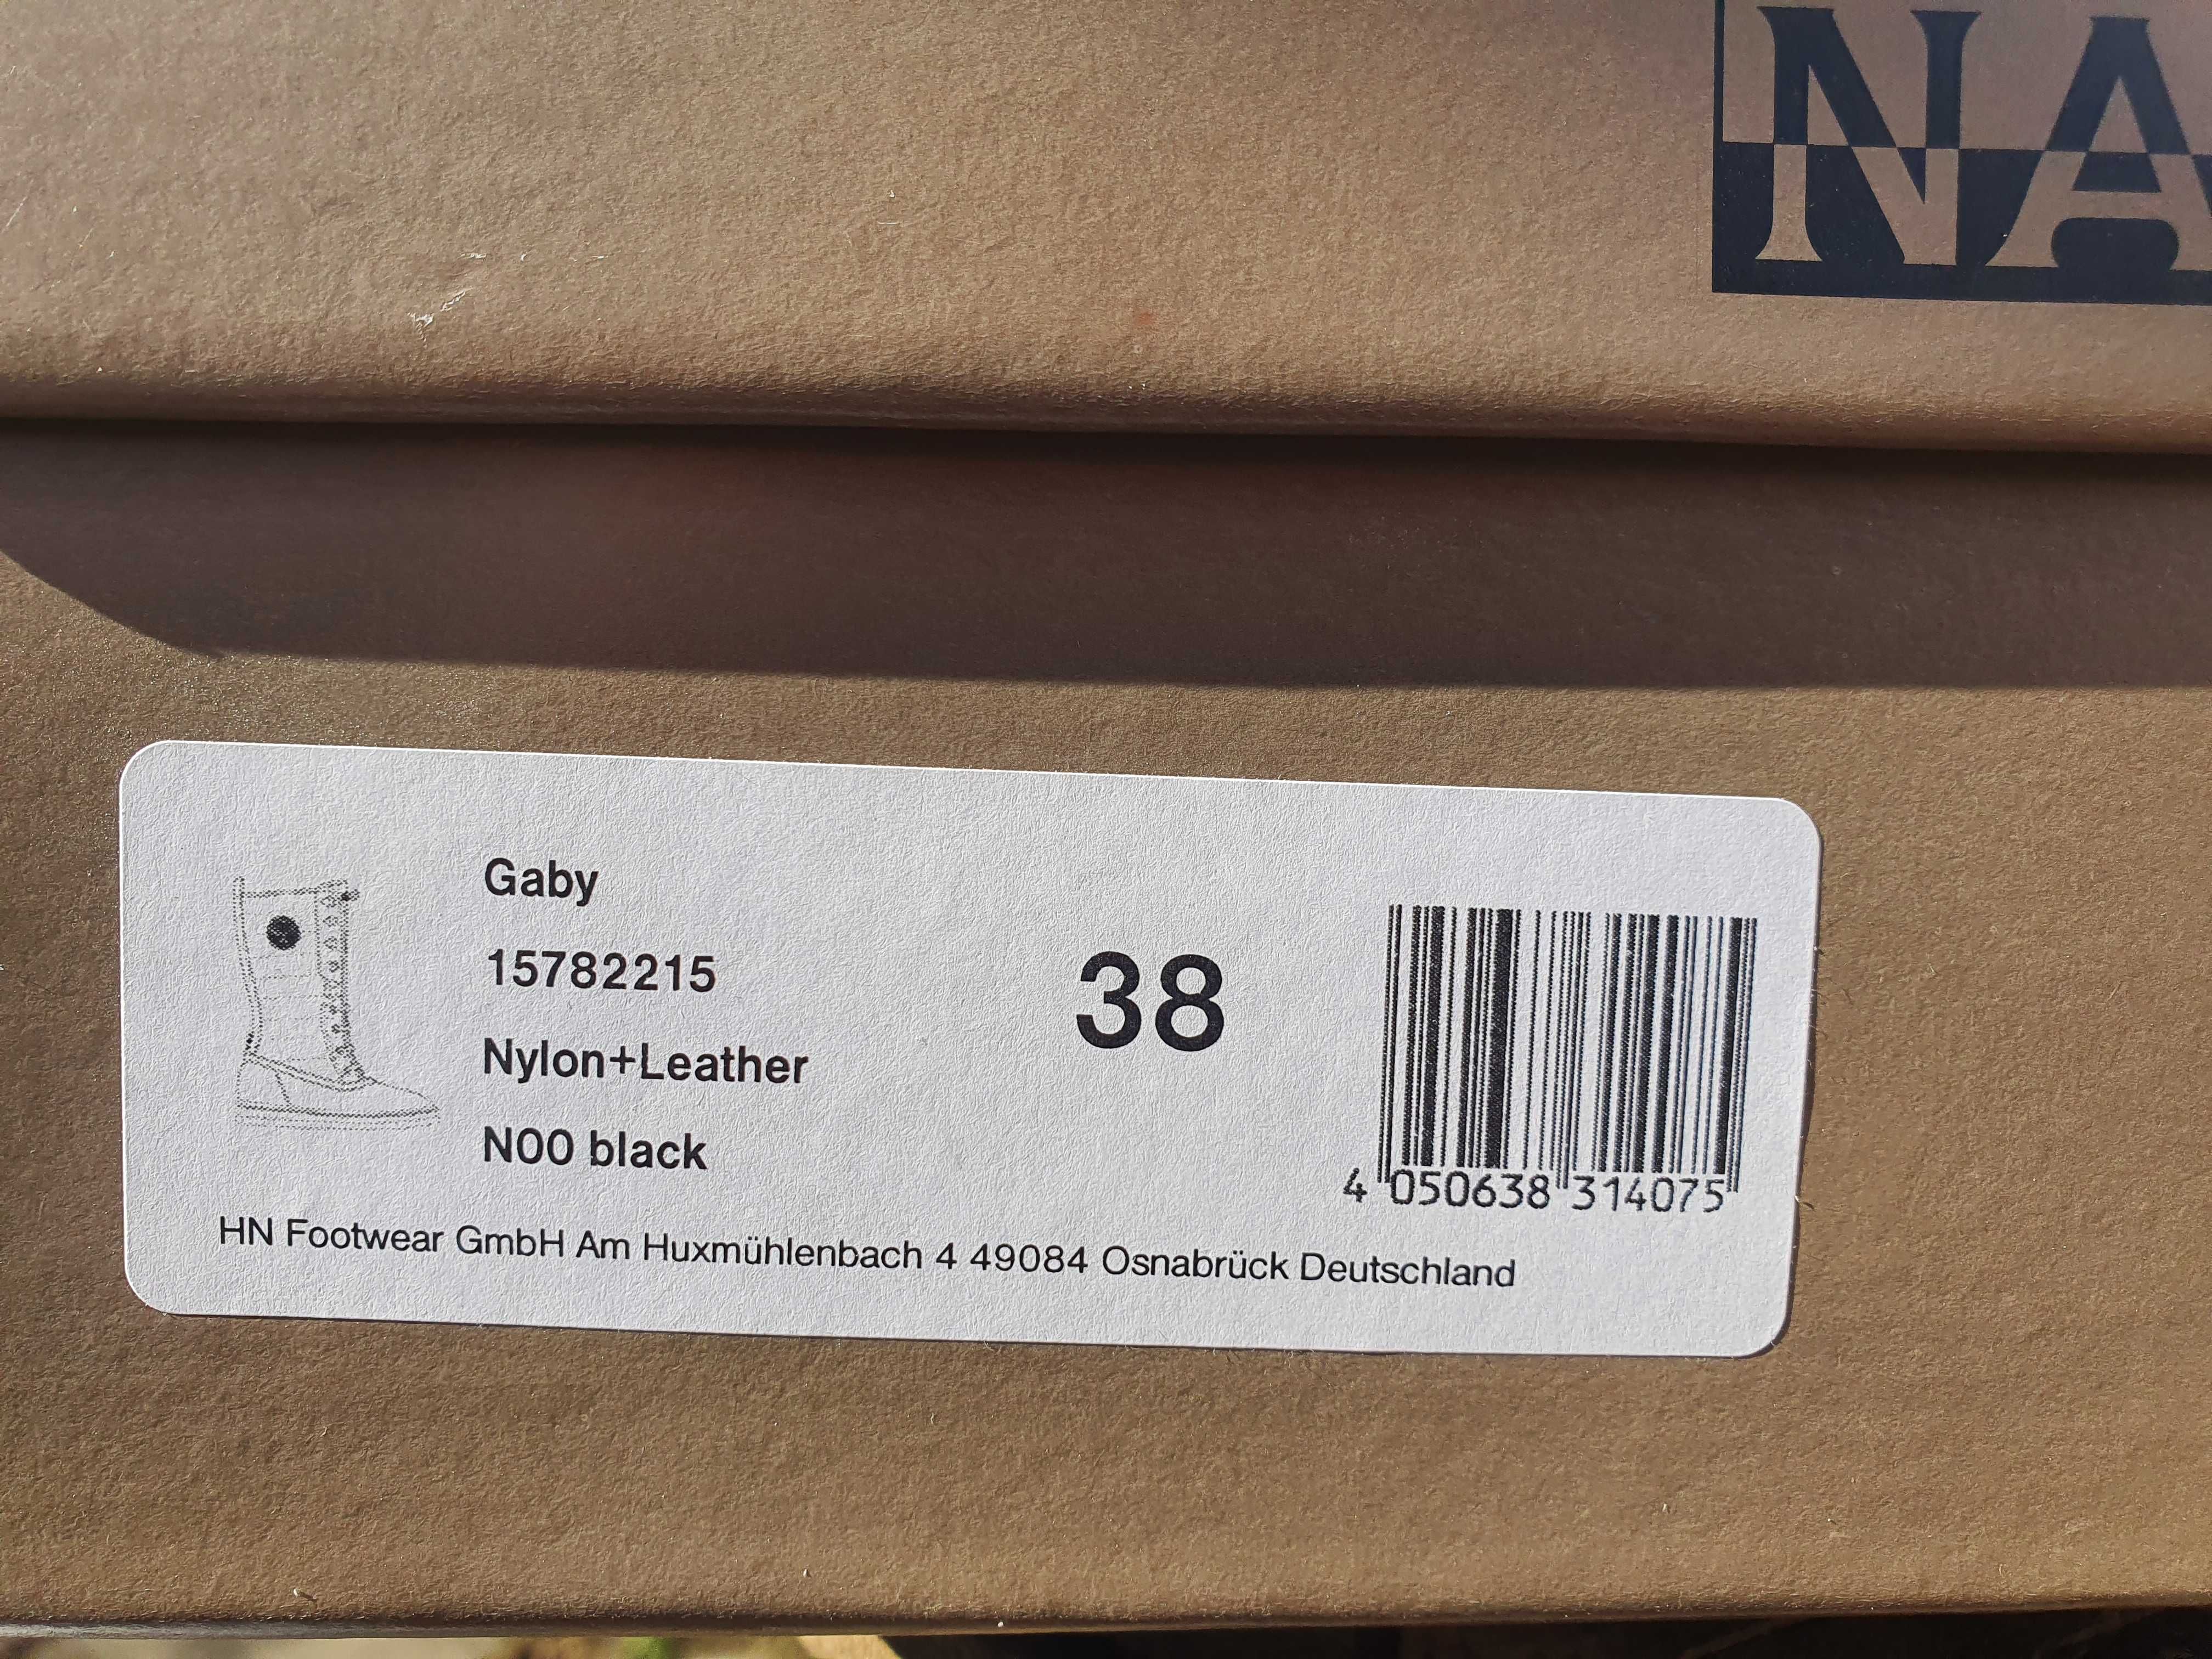 NA
Gaby
15782215
Nylon+Leather
N00 black
38
4 050638 314075
HN Footwear GmbH Am Huxmühlenbach 4 49084 Osnabrück Deutschland